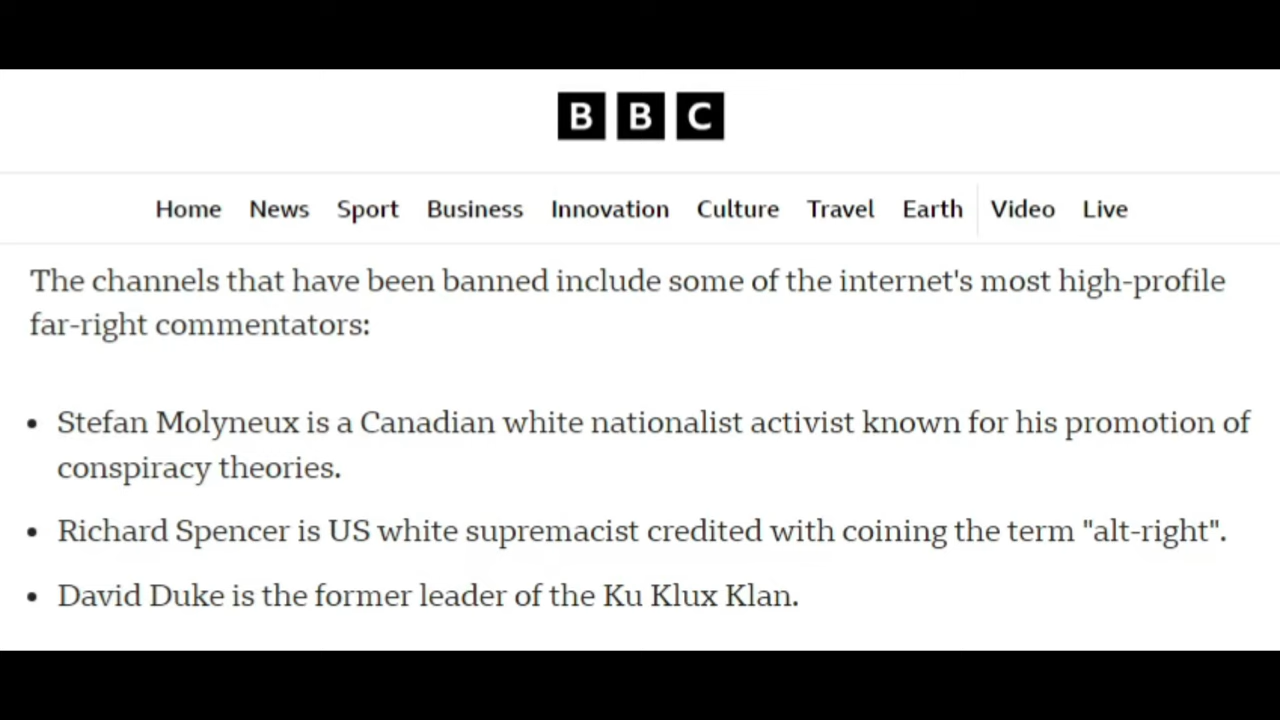 BBC
Home News Sport Business Innovation Culture Travel Earth Video Live
The channels that have been banned include some of the internet's most high-profile
far-right commentators:
• Stefan Molyneux is a Canadian white nationalist activist known for his promotion of
conspiracy theories.
• Richard Spencer is US white supremacist credited with coining the term "alt-right".
• David Duke is the former leader of the Ku Klux Klan.